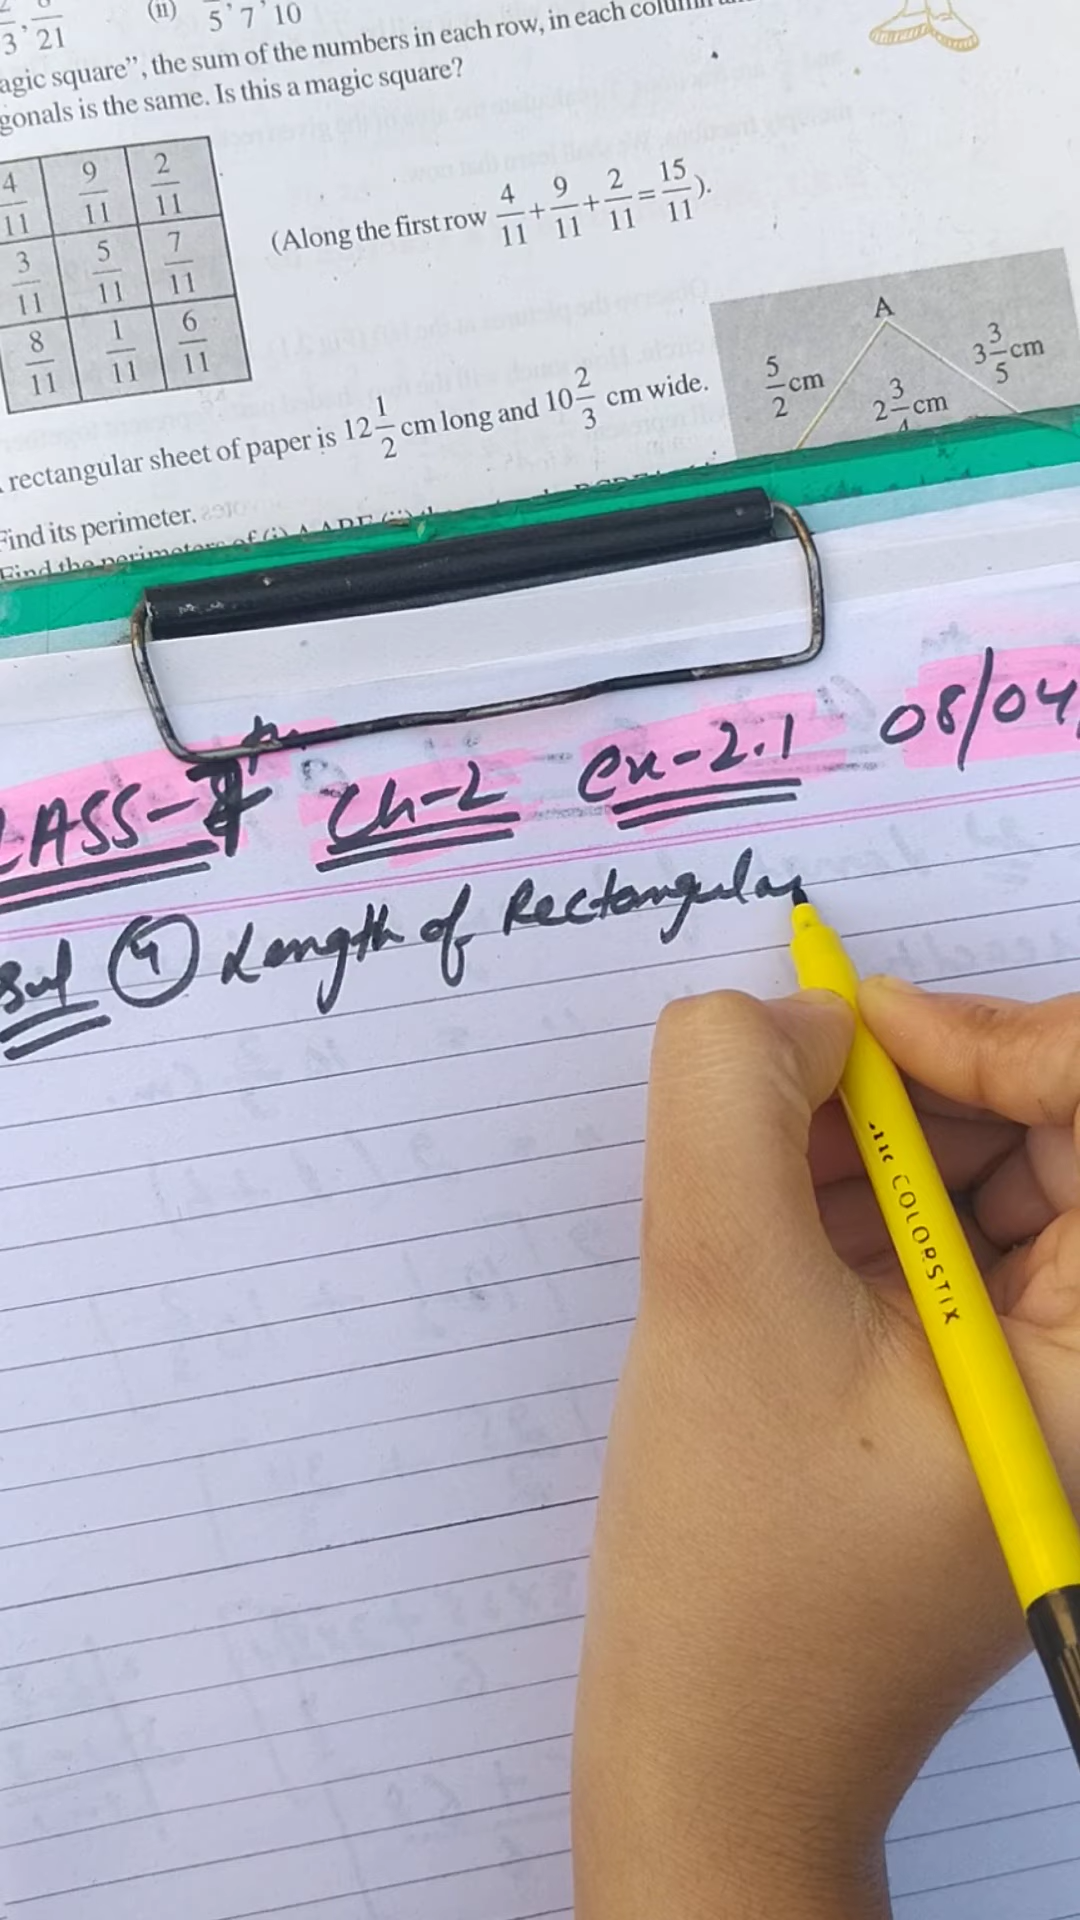 3, 21 (ii) 5, 7, 10
agic square", the sum of the numbers in each row, in each
gonals is the same. Is this a magic square?
4/11 9/11 2/11
3/11 5/11 7/11
8/11 1/11 6/11
(Along the first row 4/11 + 9/11 + 2/11 = 15/11).
rectangular sheet of paper is 12 1/2 cm long and 10 2/3 cm wide.
Find its perimeter.
A
5/2 cm
2 3/4 cm
3 3/5 cm
LASS-7 Ch-2 Ex-2.1 08/04
Sol 4 Length of Rectangular
COLORSTIX